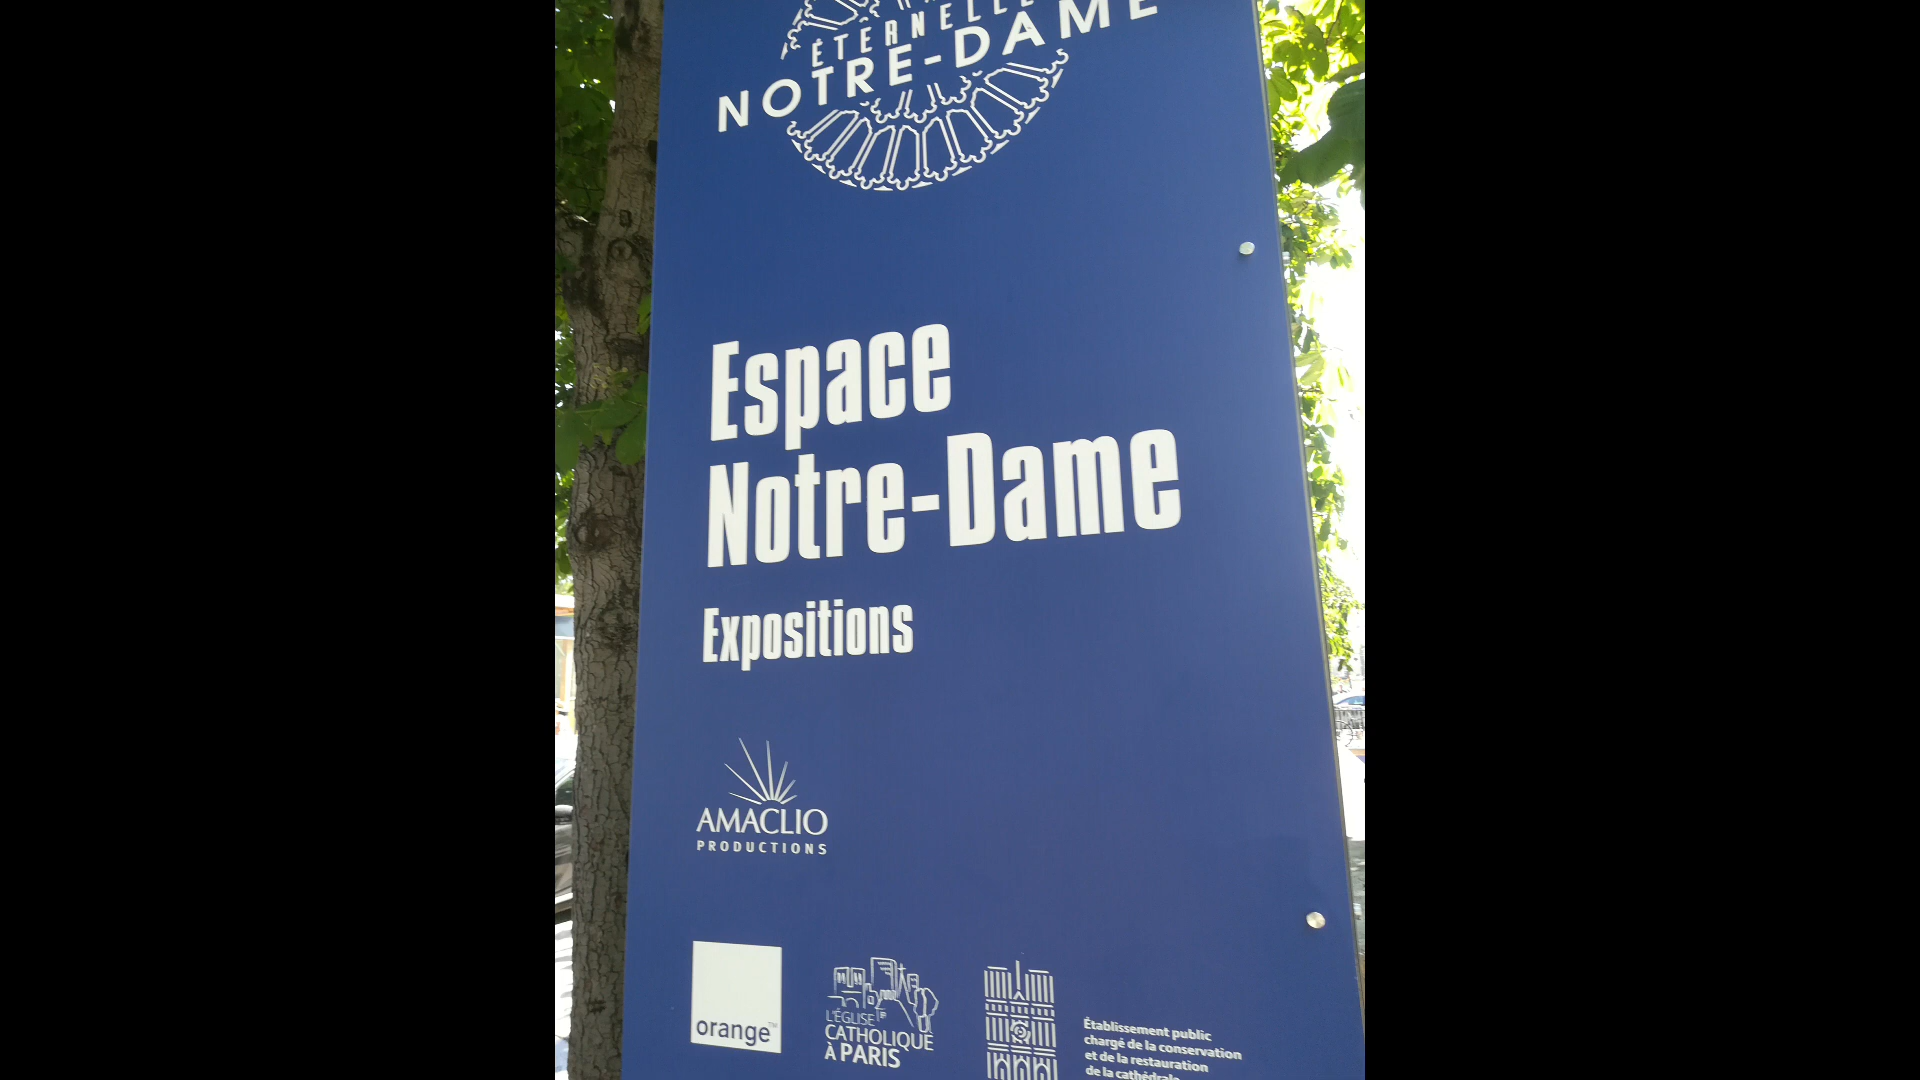 ÉTERNELLE
NOTRE-DAME
Espace
Notre-Dame
Expositions
AMACLIO
PRODUCTIONS
orange™
L'ÉGLISE
CATHOLIQUE
À PARIS
Établissement public
chargé de la conservation
et de la restauration
de la cathédrale